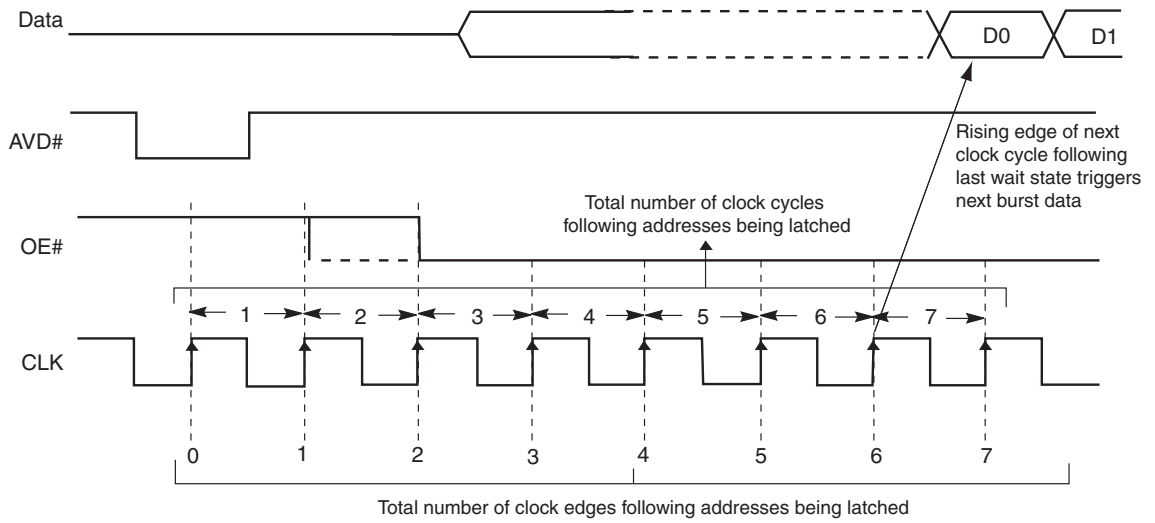 Data
D0
D1
AVD#
Rising edge of next
clock cycle following
last wait state triggers
next burst data
Total number of clock cycles
following addresses being latched
OE#
1 2 3 4 5 6 7
CLK
0 1 2 3 4 5 6 7
Total number of clock edges following addresses being latched